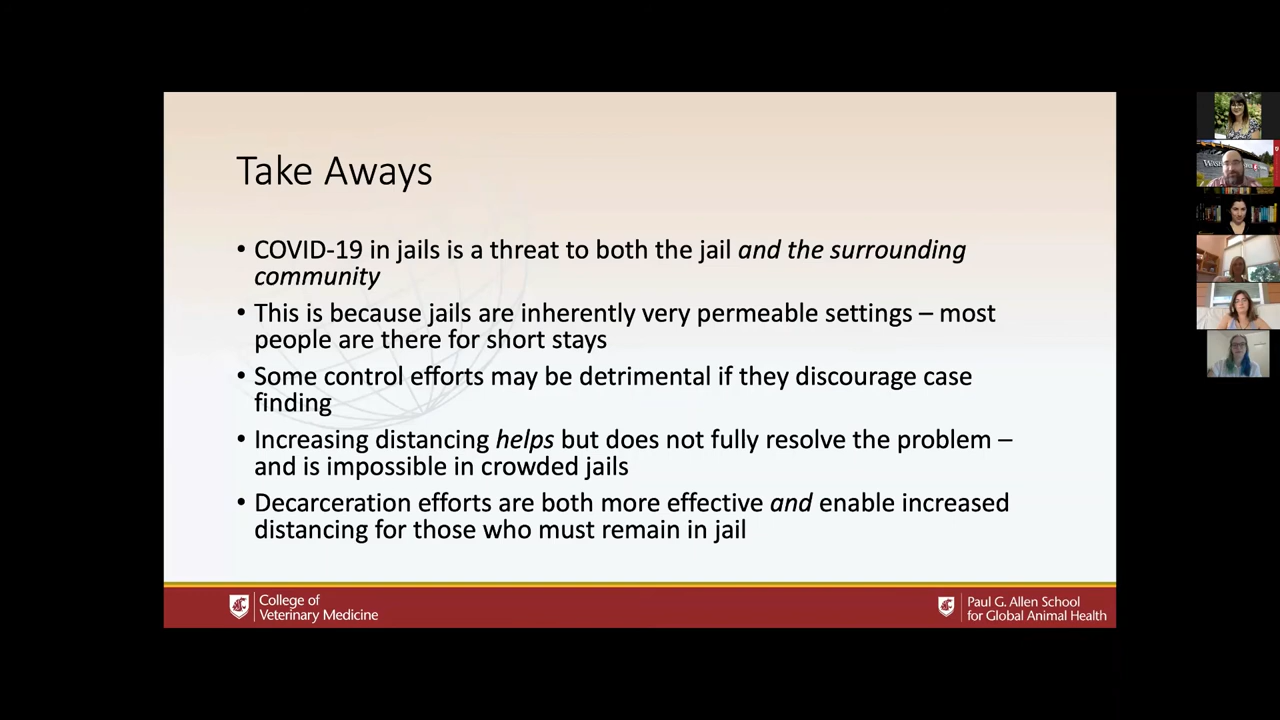 Take Aways
• COVID-19 in jails is a threat to both the jail and the surrounding
community
• This is because jails are inherently very permeable settings – most
people are there for short stays
• Some control efforts may be detrimental if they discourage case
finding
• Increasing distancing helps but does not fully resolve the problem –
and is impossible in crowded jails
• Decarceration efforts are both more effective and enable increased
distancing for those who must remain in jail
College of
Veterinary Medicine
Paul G. Allen School
for Global Animal Health